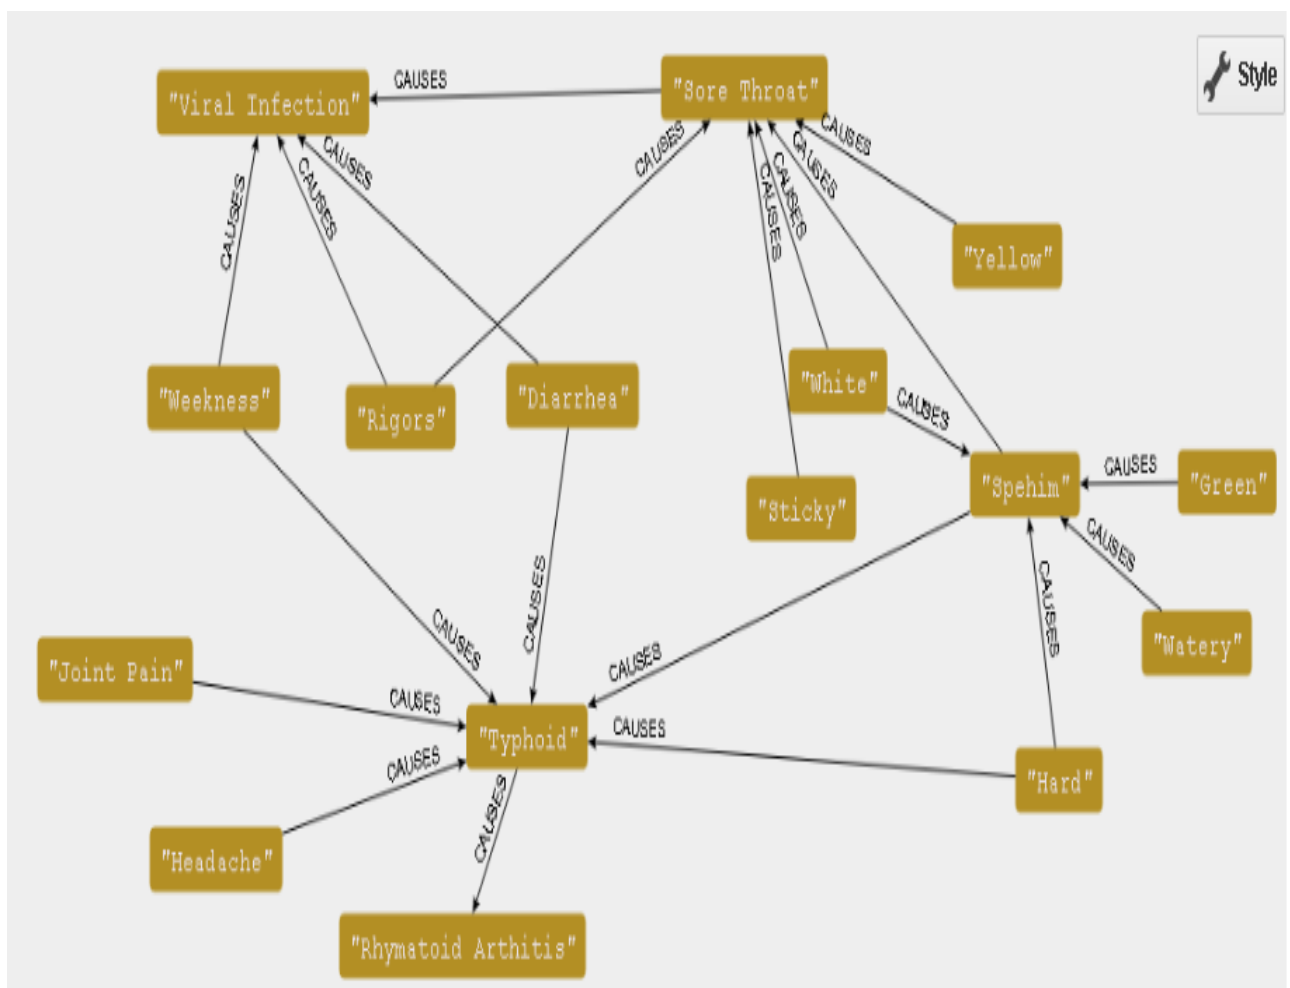 CAUSES
"Sore Throat"
Style
"Viral Infection"
CAUSES
CAUSES
CAUSES
CAUSES
CAUSES
CAUSES
CAUSES
CAUSES
CAUSES
"Yellow"
"Weekness"
"Rigors"
"Diarrhea"
"White"
CAUSES
"Sticky"
"Spehim"
CAUSES
"Green"
CAUSES
CAUSES
CAUSES
CAUSES
"Watery"
"Joint Pain"
CAUSES
CAUSES
"Typhoid"
CAUSES
CAUSES
CAUSES
"Hard"
"Headache"
"Rhymatoid Arthitis"